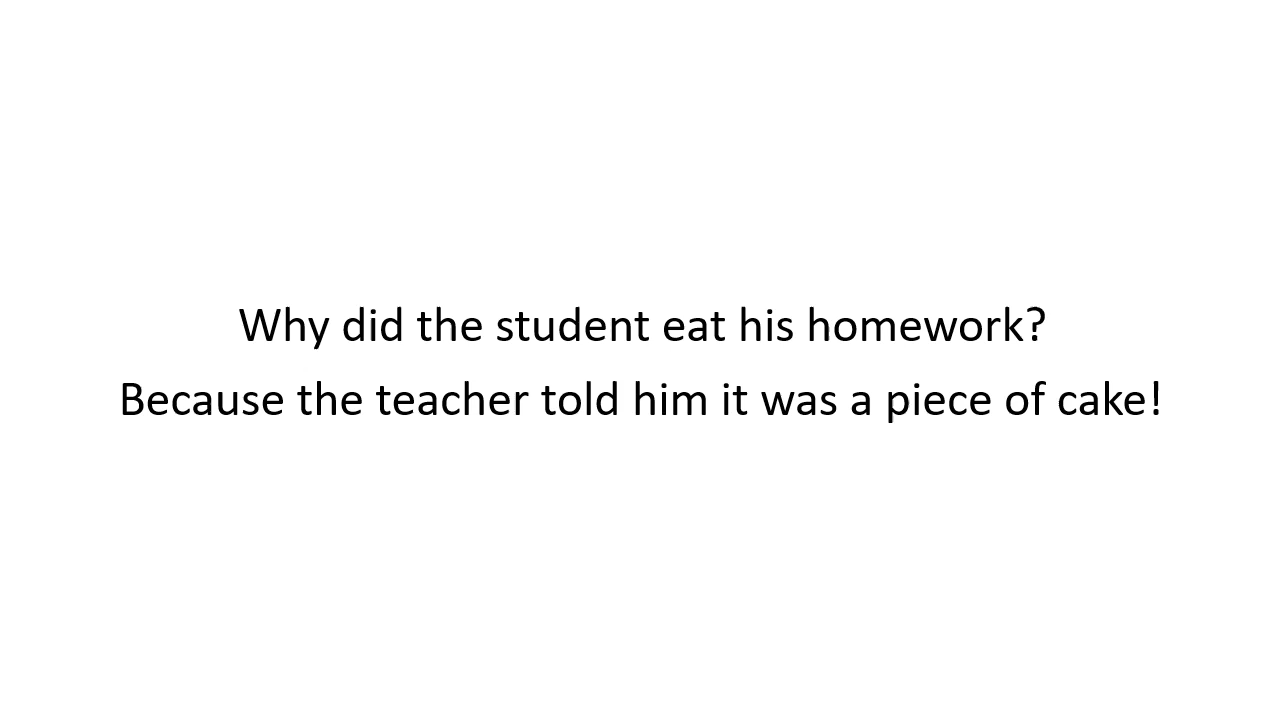 Why did the student eat his homework?
Because the teacher told him it was a piece of cake!